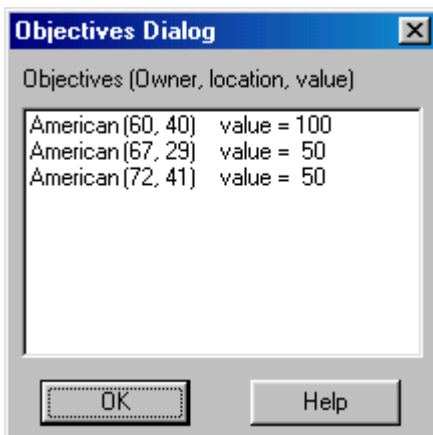 Objectives Dialog
Objectives (Owner, location, value)
American (60, 40) value = 100
American (67, 29) value = 50
American (72, 41) value = 50
OK Help